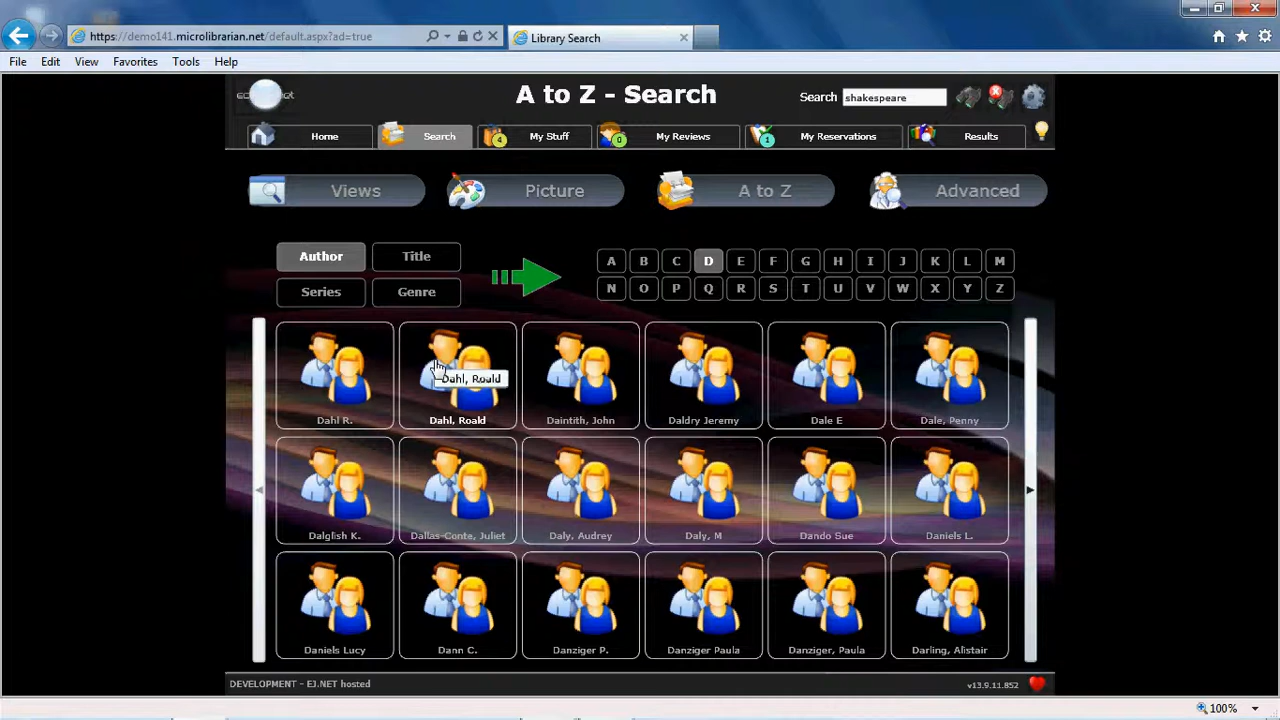 https://demo141.microlibrarian.net/default.aspx?ad=true
Library Search
File Edit View Favorites Tools Help
A to Z - Search
Search shakespeare
Home
Search
4 My Stuff
0 My Reviews
1 My Reservations
Results
Views
Picture
A to Z
Advanced
Author Title
Series Genre
A B C D E F G H I J K L M
N O P Q R S T U V W X Y Z
Dahl, Roald
Dahl R. Dahl, Roald Daintith, John Daldry Jeremy Dale E Dale, Penny
Dalglish K. Dallas-Conte, Juliet Daly, Audrey Daly, M Dando Sue Daniels L.
Daniels Lucy Dann C. Danziger P. Danziger Paula Danziger, Paula Darling, Alistair
DEVELOPMENT - EJ.NET hosted
v13.9.11.852
100%